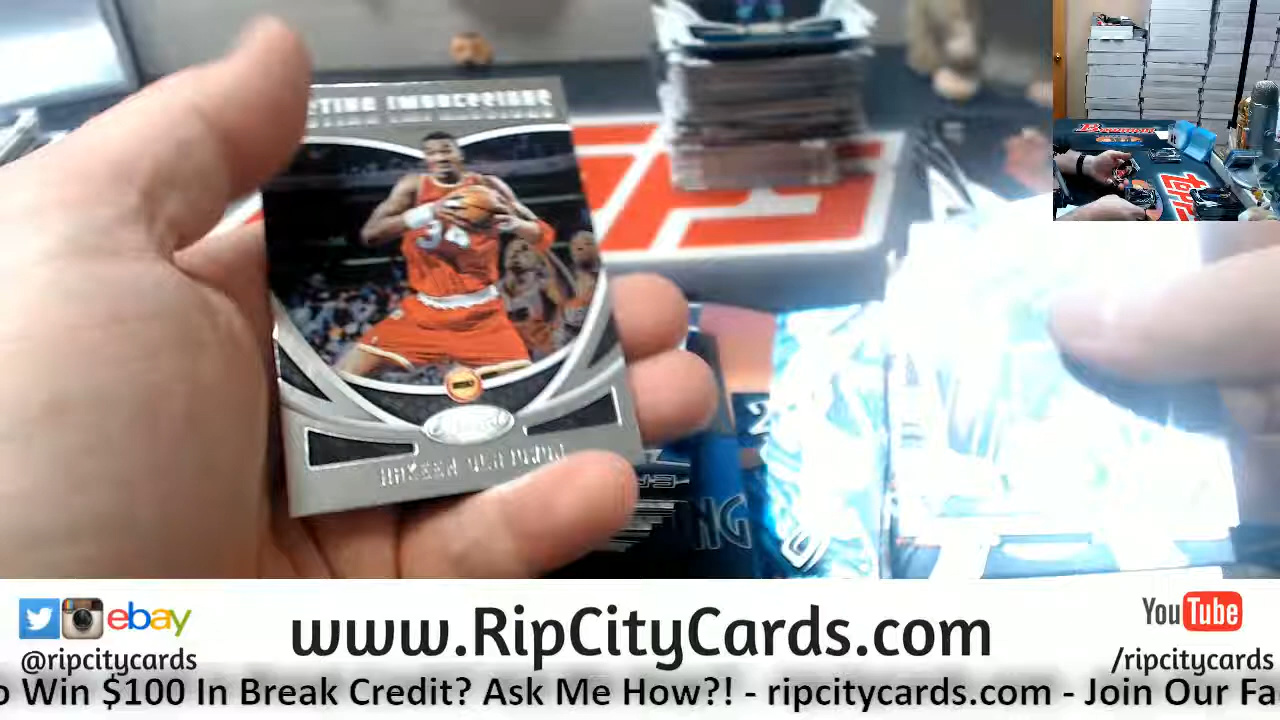 34
HAKEEM OLAJUWON
www.RipCityCards.com
ebay
@ripcitycards
You Tube
/ripcitycards
o Win $100 In Break Credit? Ask Me How?! - ripcitycards.com - Join Our Fa